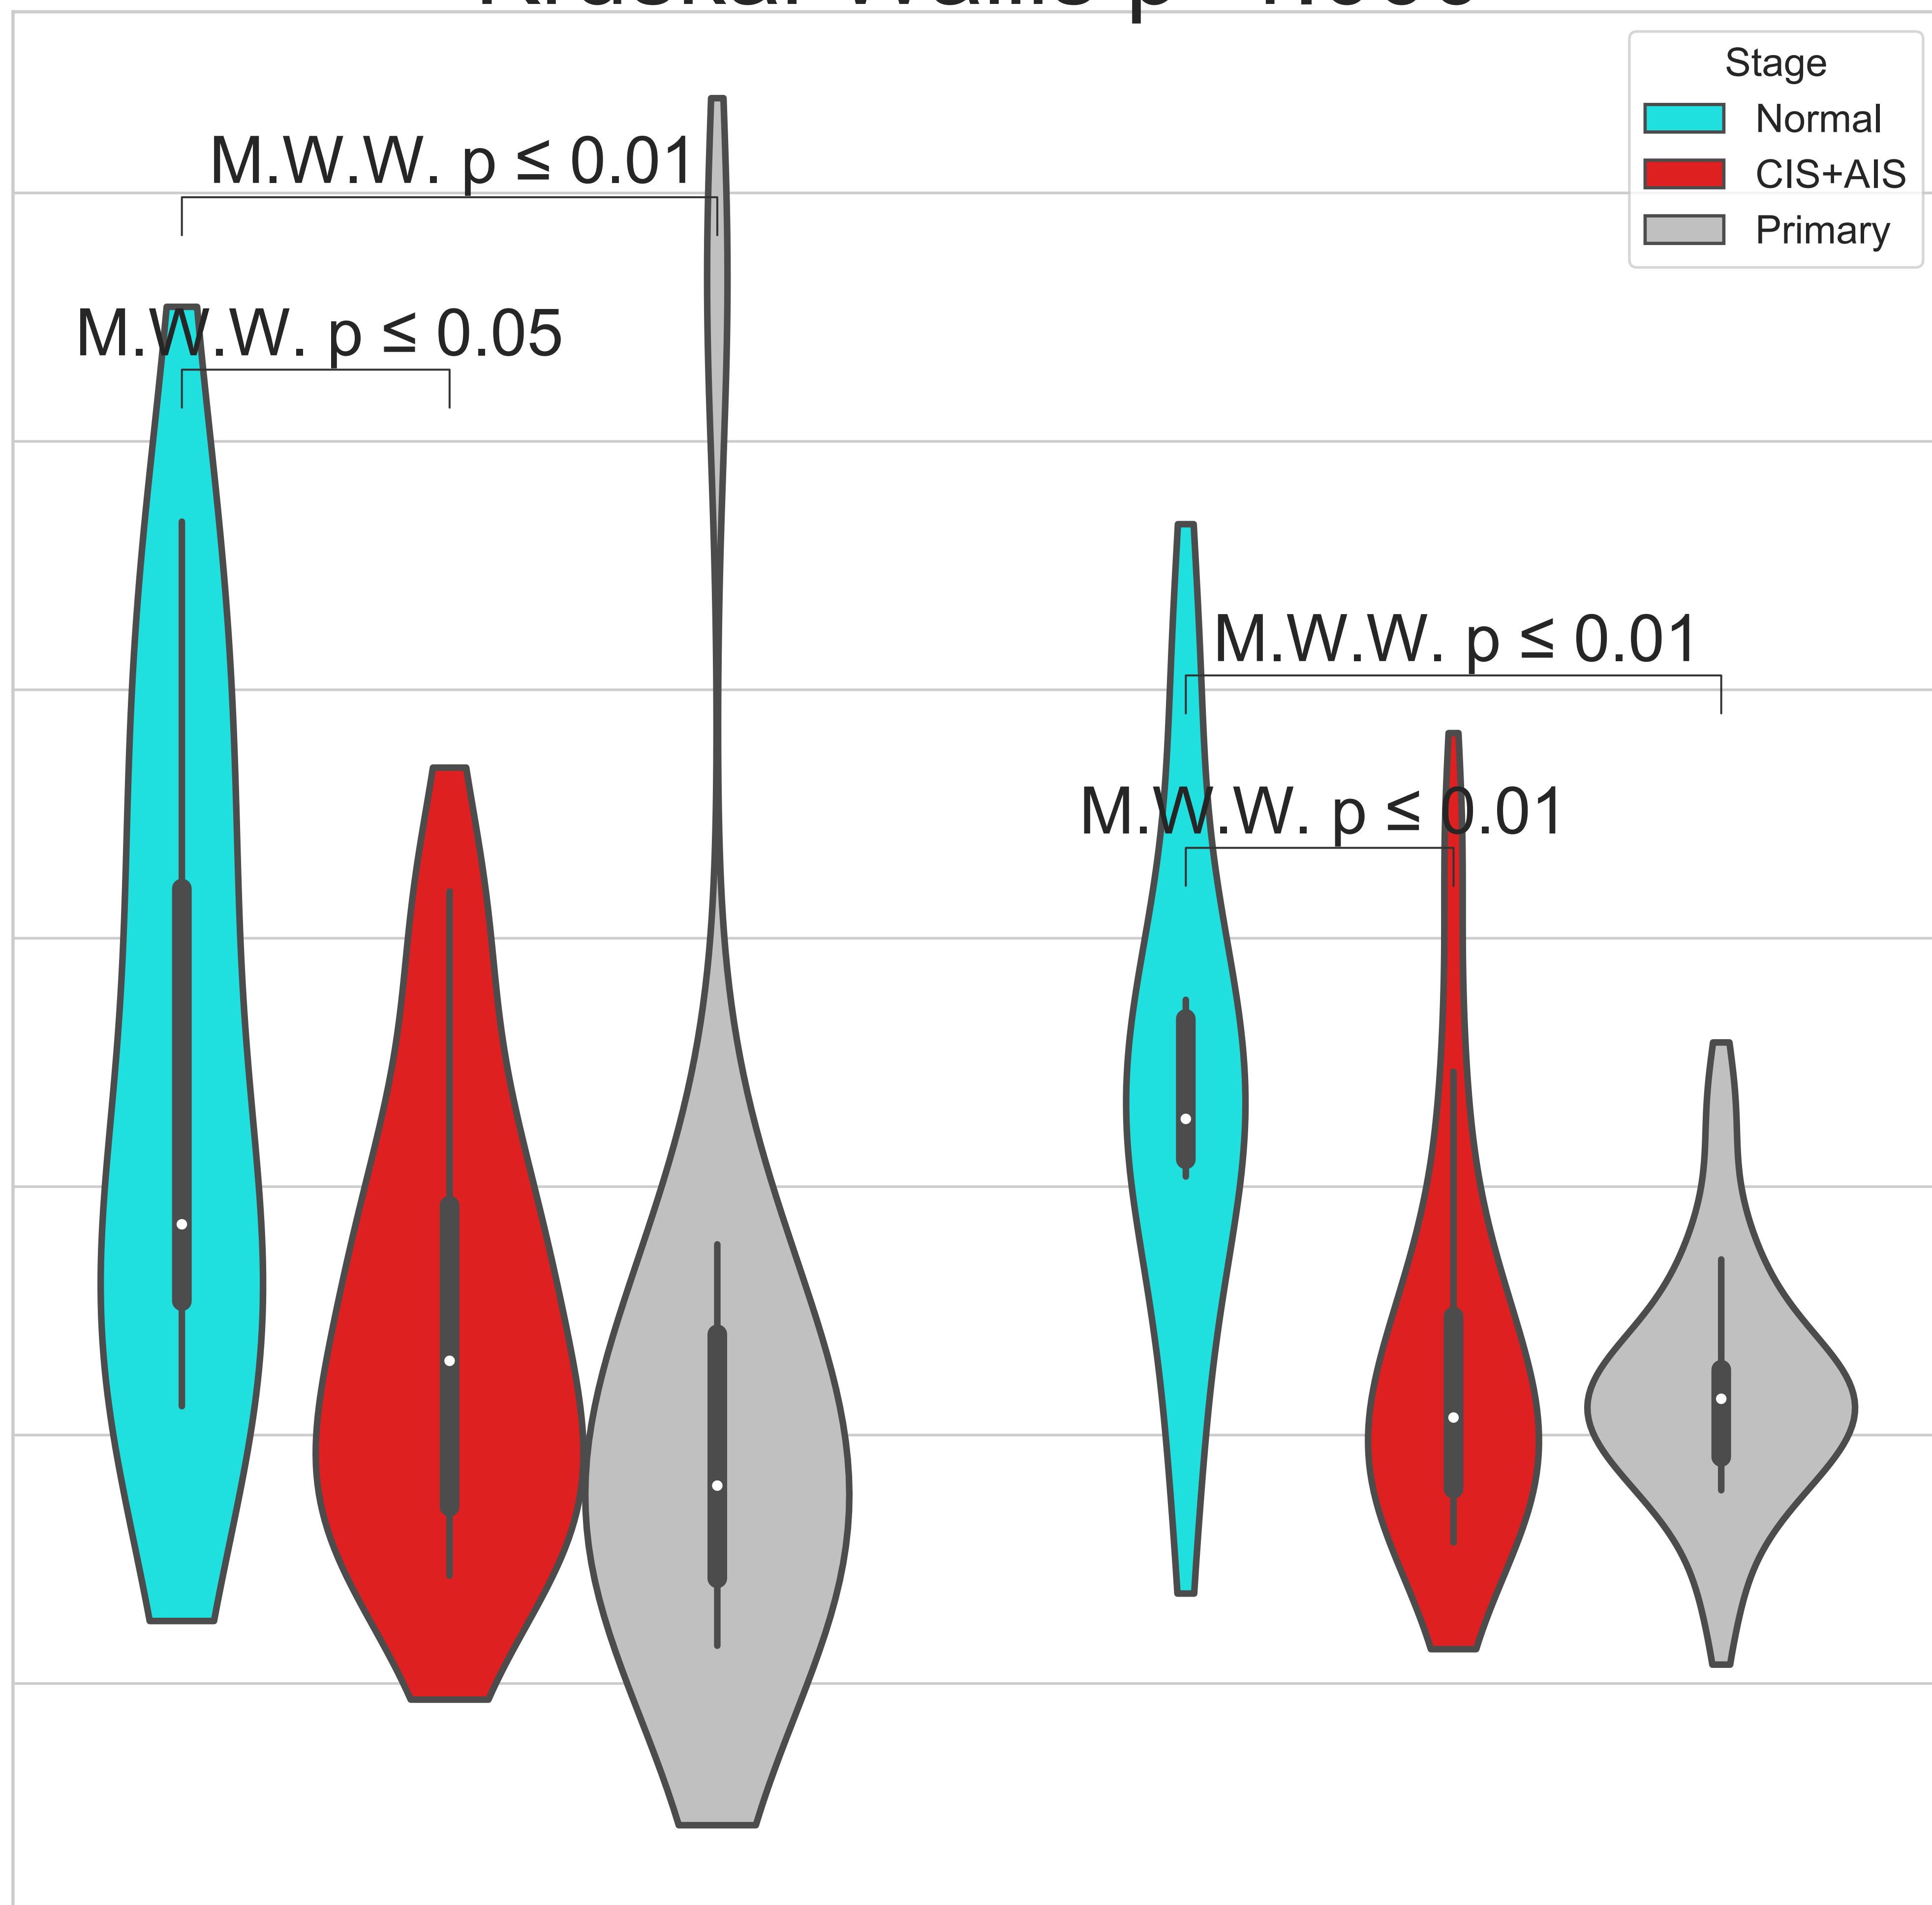 Stage
Normal
CIS+AIS
Primary
M.W.W. p ≤ 0.01
M.W.W. p ≤ 0.05
M.W.W. p ≤ 0.01
M.W.W. p ≤ 0.01